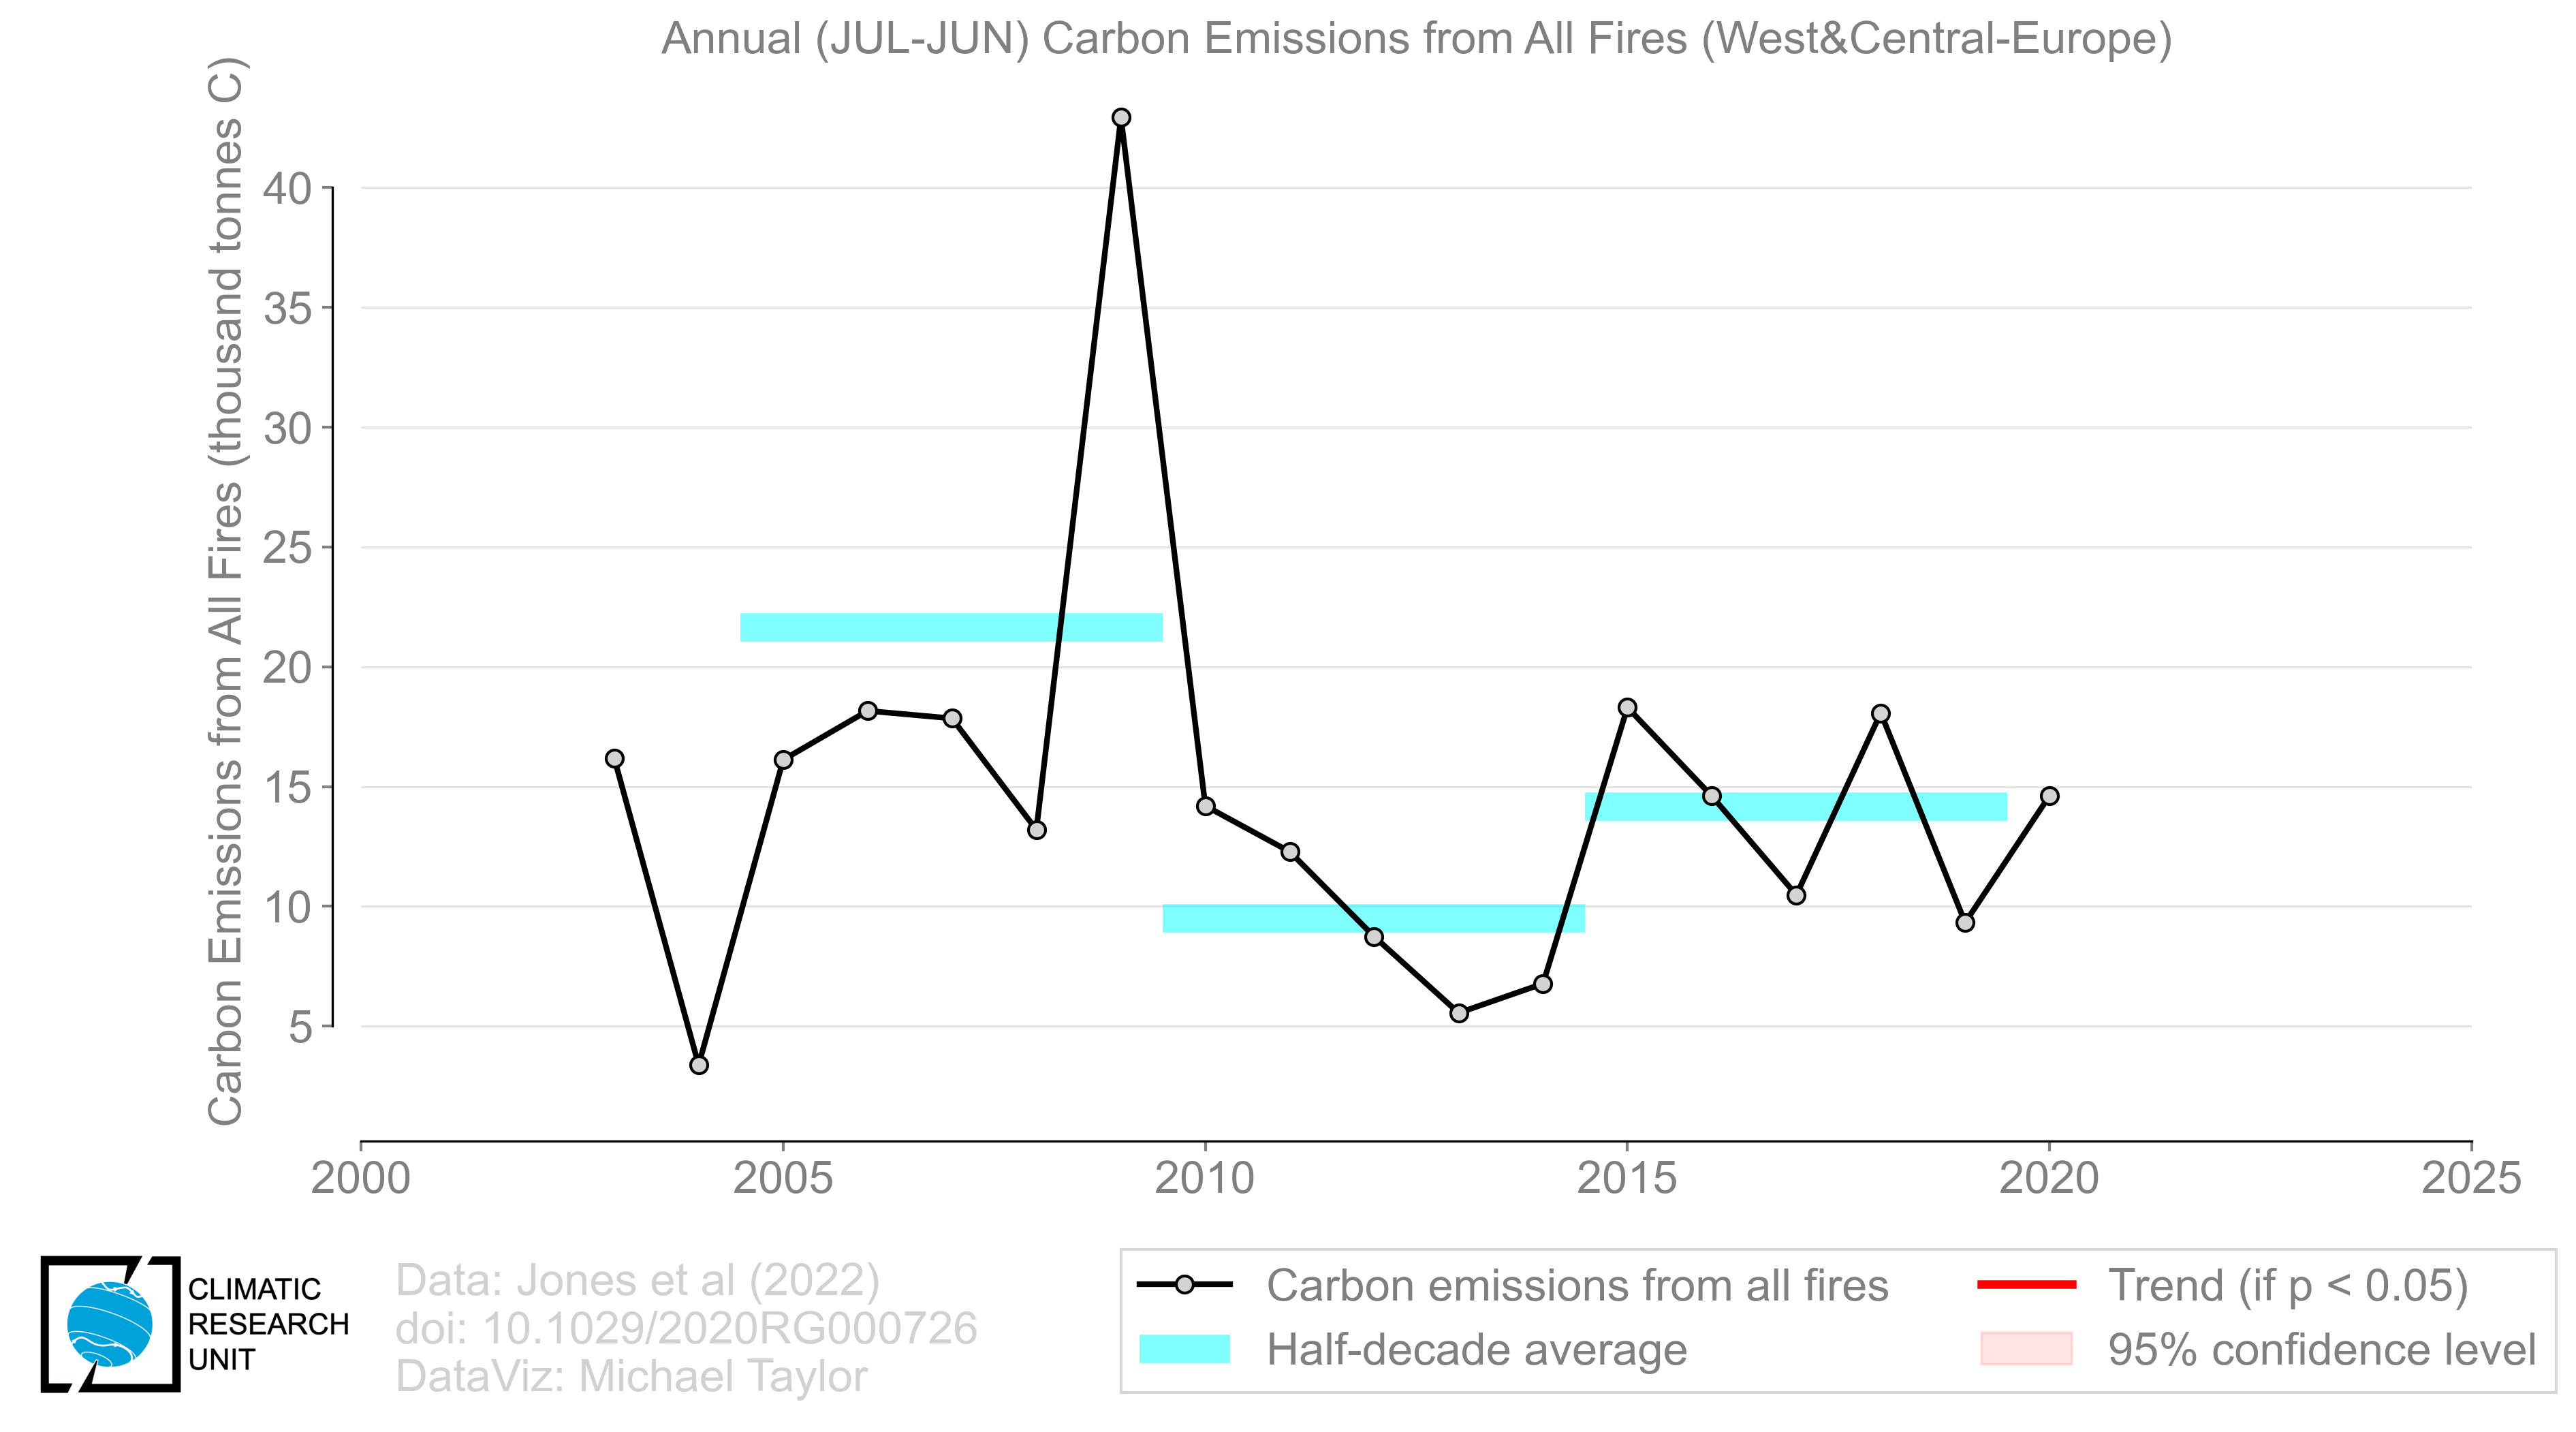 Annual (JUL-JUN) Carbon Emissions from All Fires (West&Central-Europe)
Carbon Emissions from All Fires (thousand tonnes C)
40
35
30
25
20
15
10
5
2000 2005 2010 2015 2020 2025
CLIMATIC
RESEARCH
UNIT
Data: Jones et al (2022)
doi: 10.1029/2020RG000726
DataViz: Michael Taylor
Carbon emissions from all fires
Half-decade average
Trend (if p < 0.05)
95% confidence level